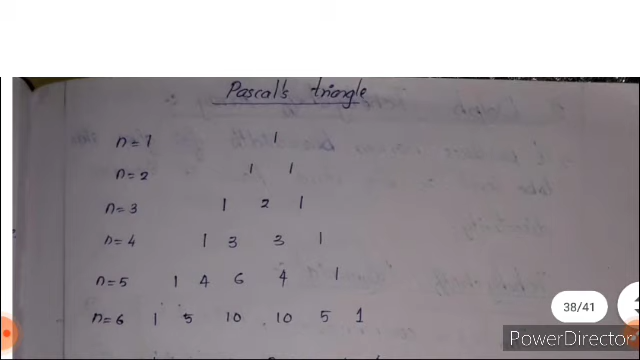 Pascal's triangle
n=1 1
n=2 1 1
n=3 1 2 1
n=4 1 3 3 1
n=5 1 4 6 4 1
n=6 1 5 10 10 5 1
38/41
PowerDirector